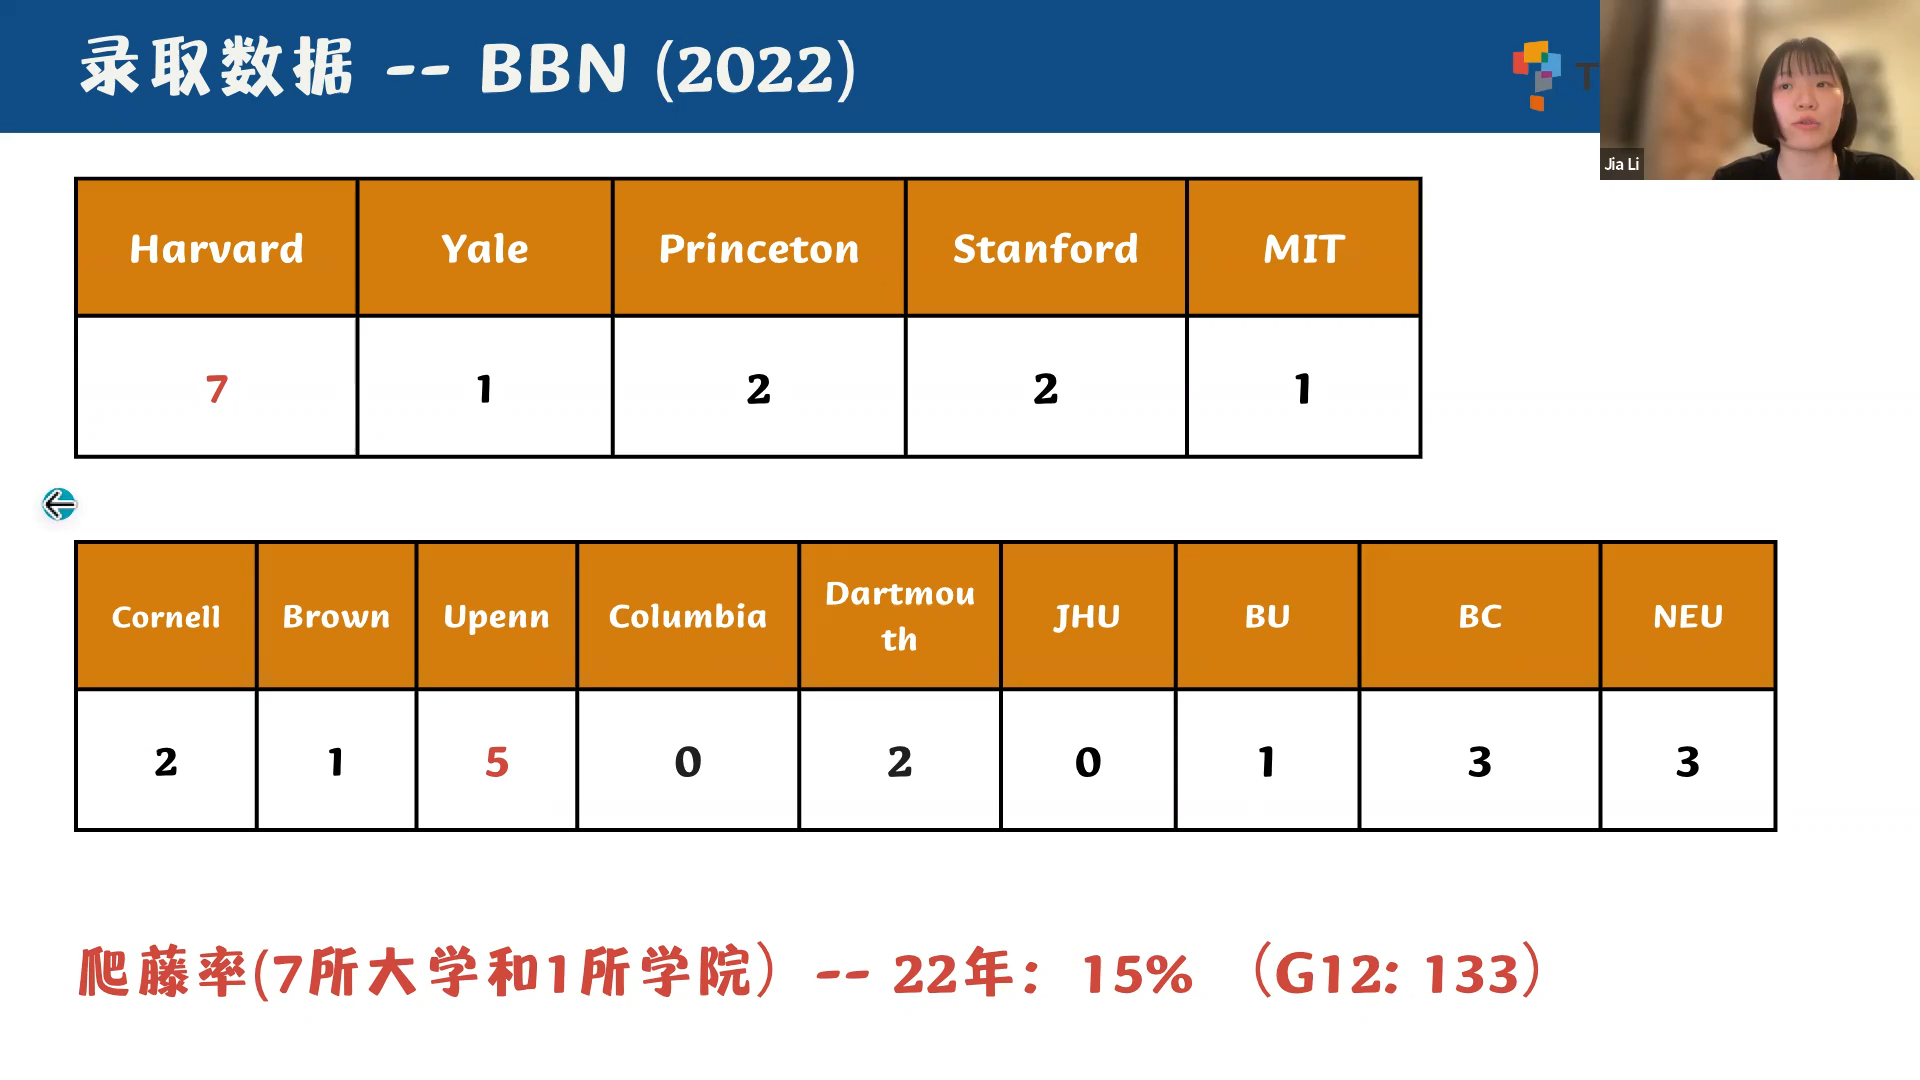 录取数据 -- BBN (2022)
T
Jia Li
Harvard Yale Princeton Stanford MIT
7 1 2 2 1
Cornell Brown Upenn Columbia Dartmou
th JHU BU BC NEU
2 1 5 0 2 0 1 3 3
爬藤率(7所大学和1所学院）-- 22年：15% （G12: 133）